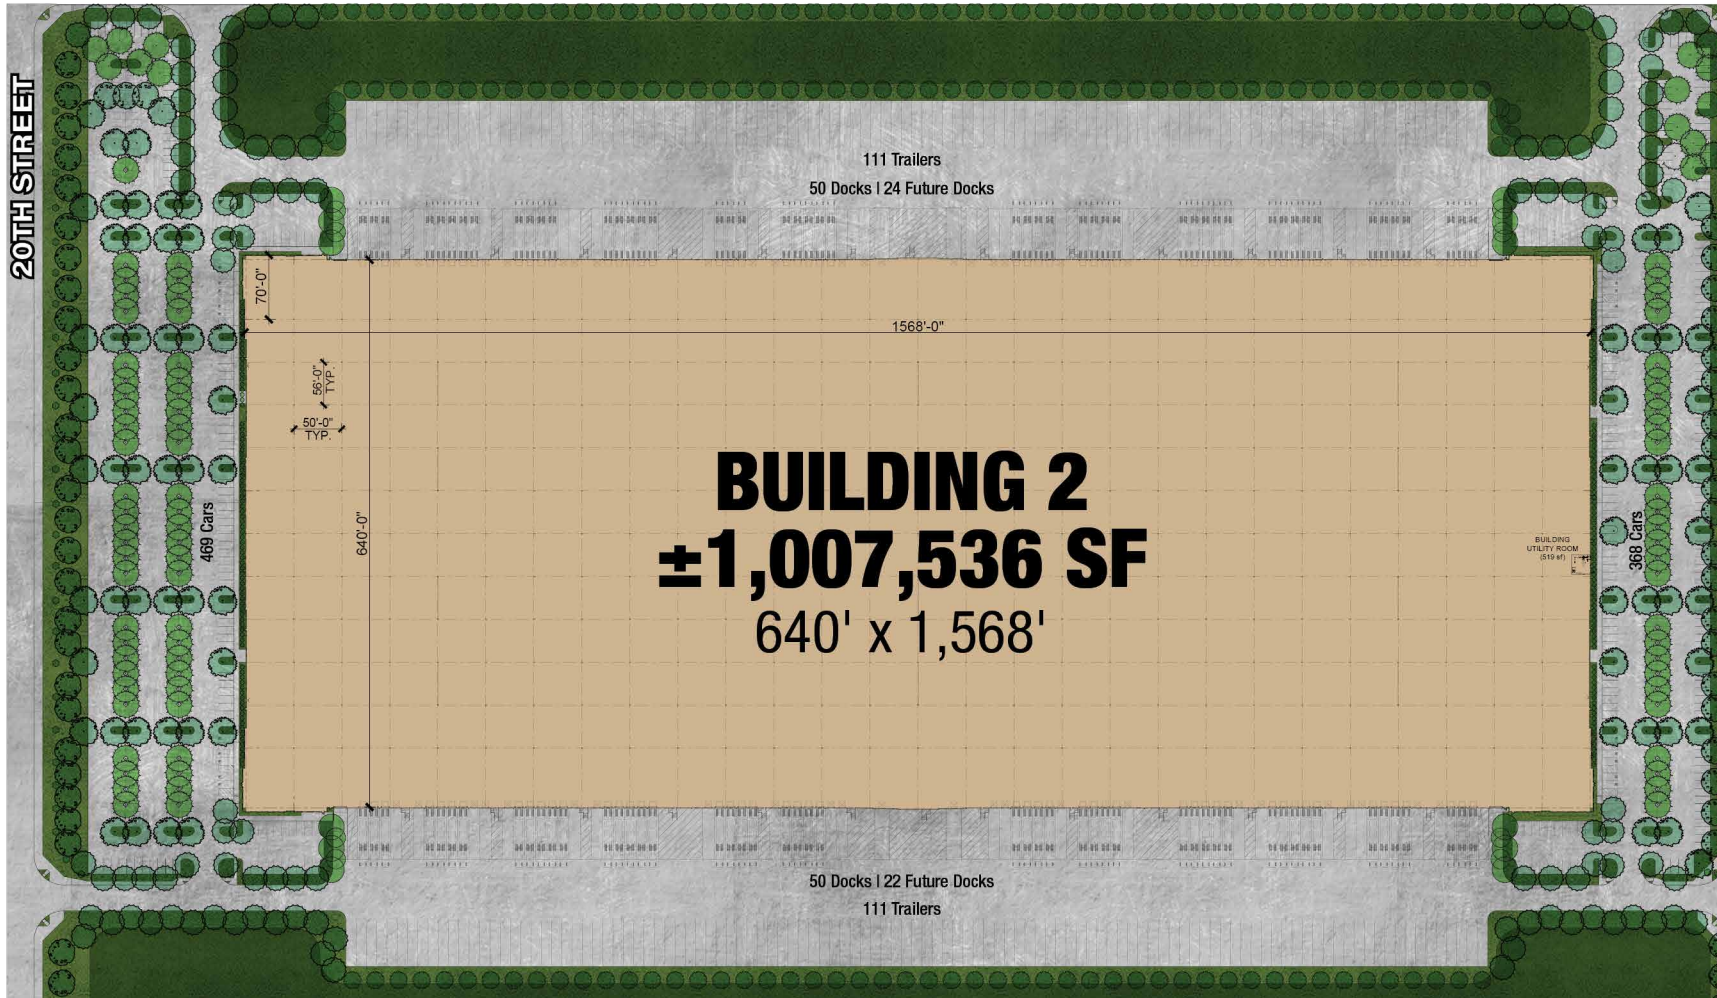 20TH STREET
111 Trailers
50 Docks | 24 Future Docks
70'-0"
1568'-0"
56'-0"
TYP.
50'-0"
TYP.
640'-0"
469 Cars
BUILDING 2
±1,007,536 SF
640' x 1,568'
BUILDING
UTILITY ROOM
(519 sf)
368 Cars
50 Docks | 22 Future Docks
111 Trailers